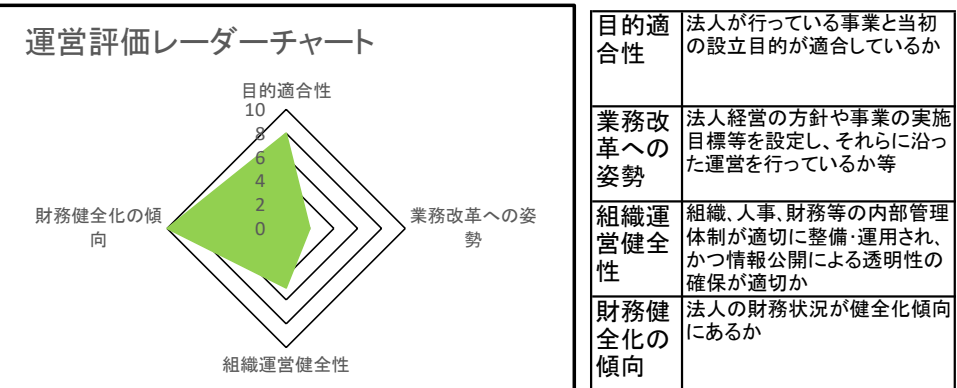 運営評価レーダーチャート
目的適合性
10
8
6
4
2
0
業務改革への姿
勢
組織運営健全性
財務健全化の傾
向
目的適
合性
法人が行っている事業と当初
の設立目的が適合しているか
業務改
革への
姿勢
法人経営の方針や事業の実施
目標等を設定し、それらに沿っ
た運営を行っているか等
組織運
営健全
性
組織、人事、財務等の内部管理
体制が適切に整備・運用され、
かつ情報公開による透明性の
確保が適切か
財務健
全化の
傾向
法人の財務状況が健全化傾向
にあるか